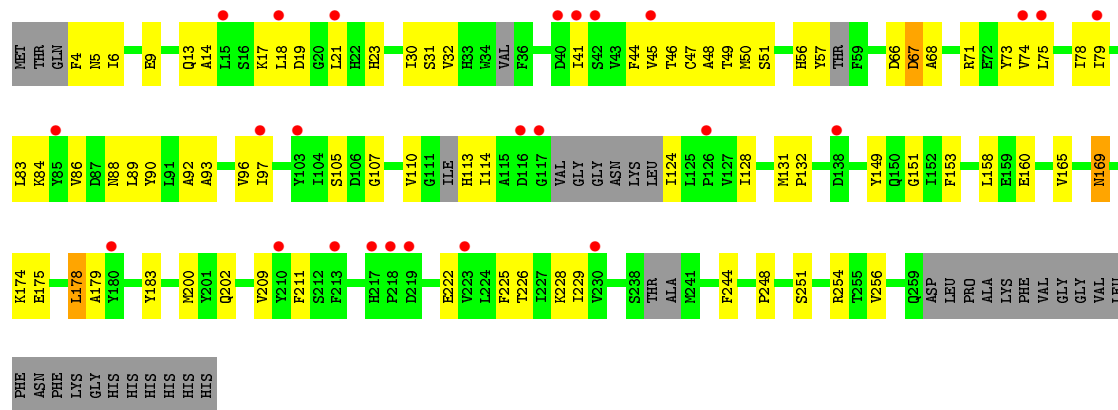 MET THR GLN F4 N5 I6 E9 Q13 A14 L15 S16 K17 L18 D19 G20 L21 H22 H23 I30 S31 V32 H33 W34 VAL F36 D40 I41 S42 V43 F44 V45 T46 C47 A48 T49 M50 S51 H56 Y57 THR F59 D66 D67 A68 R71 E72 Y73 V74 L75 I78 I79
L83 K84 Y85 V86 D87 N88 L89 Y90 L91 A92 A93 V96 I97 Y103 I104 S105 D106 G107 V110 G111 ILE H113 I114 A115 D116 G117 VAL GLY GLY ASN LYS LEU I124 L125 P126 V127 I128 M131 P132 D138 Y149 Q150 G151 I152 F153 L158 E159 E160 V165 N169
K174 E175 L178 A179 Y180 Y183 M200 Y201 Q202 V209 Y210 F211 S212 F213 H217 P218 D219 E222 V223 L224 F225 T226 I227 K228 I229 V230 S238 THR ALA M241 F244 P248 S251 R254 T255 V256 Q259 ASP LEU PRO ALA LYS PHE VAL GLY GLY VAL LEU
PHE ASN PHE LYS GLY HIS HIS HIS HIS HIS HIS